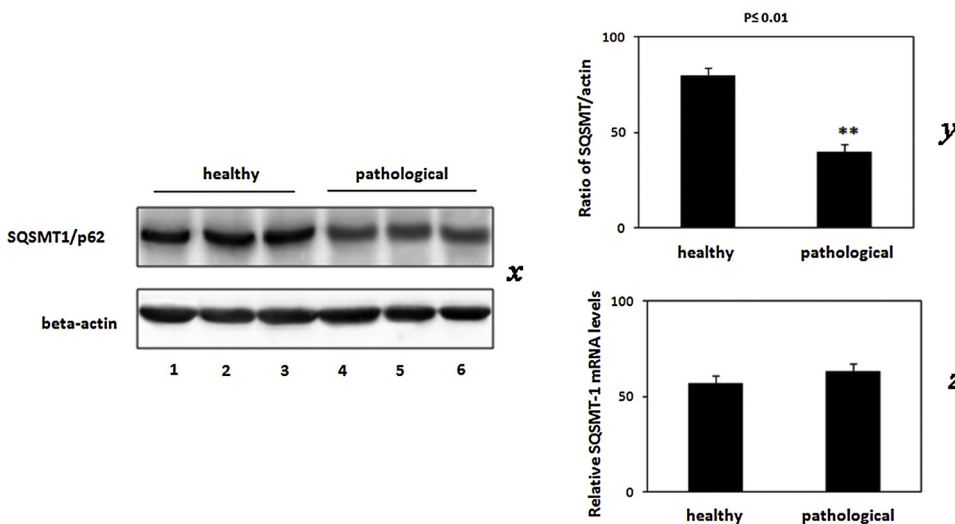 healthy pathological
SQSMT1/p62
beta-actin
1 2 3 4 5 6
x
P≤ 0.01
Ratio of SQSMT/actin
100
50
0
**
healthy pathological
y
Relative SQSMT-1 mRNA levels
100
50
0
healthy pathological
z